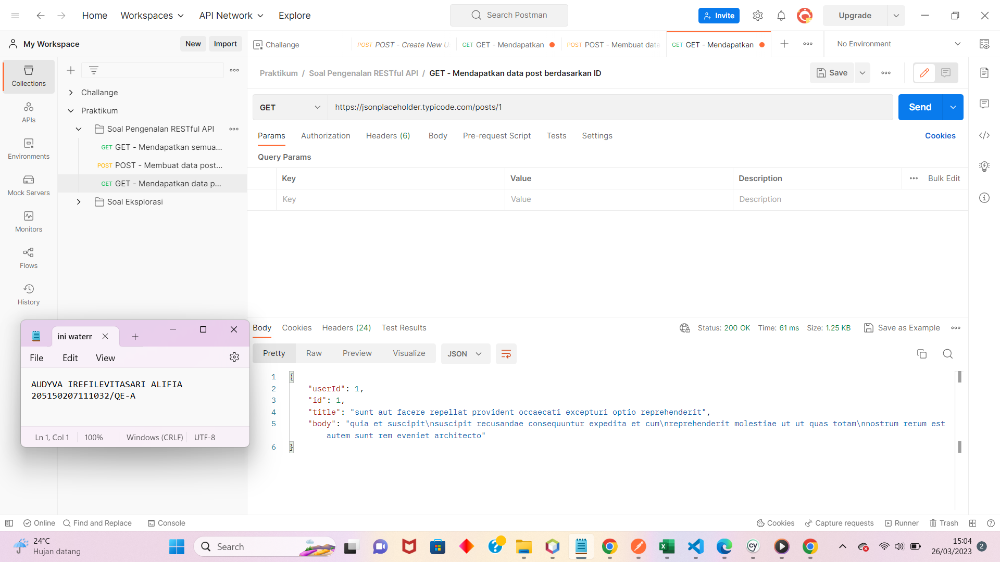 Home Workspaces API Network Explore Search Postman Invite Upgrade
My Workspace New Import Challange POST POST - Create New U GET GET - Mendapatkan POST POST - Membuat data GET GET - Mendapatkan No Environment
Collections
APIs
Environments
Mock Servers
Monitors
Flows
History
Challange
Praktikum
Soal Pengenalan RESTful API
GET GET - Mendapatkan semua...
POST POST - Membuat data post...
GET GET - Mendapatkan data p...
Soal Eksplorasi
Praktikum / Soal Pengenalan RESTful API / GET - Mendapatkan data post berdasarkan ID Save
GET https://jsonplaceholder.typicode.com/posts/1 Send
Params Authorization Headers (6) Body Pre-request Script Tests Settings Cookies
Query Params
Key Value Description Bulk Edit
Key Value Description
Body Cookies Headers (24) Test Results Status: 200 OK Time: 61 ms Size: 1.25 KB Save as Example
Pretty Raw Preview Visualize JSON
1 {
2 "userId": 1,
3 "id": 1,
4 "title": "sunt aut facere repellat provident occaecati excepturi optio reprehenderit",
5 "body": "quia et suscipit\nsuscipit recusandae consequuntur expedita et cum\nreprehenderit molestiae ut ut quas totam\nnostrum rerum est
autem sunt rem eveniet architecto"
6 }
ini watern
File Edit View
AUDYVA IREFILEVITASARI ALIFIA
205150207111032/QE-A
Ln 1, Col 1 100% Windows (CRLF) UTF-8
Online Find and Replace Console Cookies Capture requests Runner Trash
24°C
Hujan datang
Search
cy
15:04
26/03/2023
2